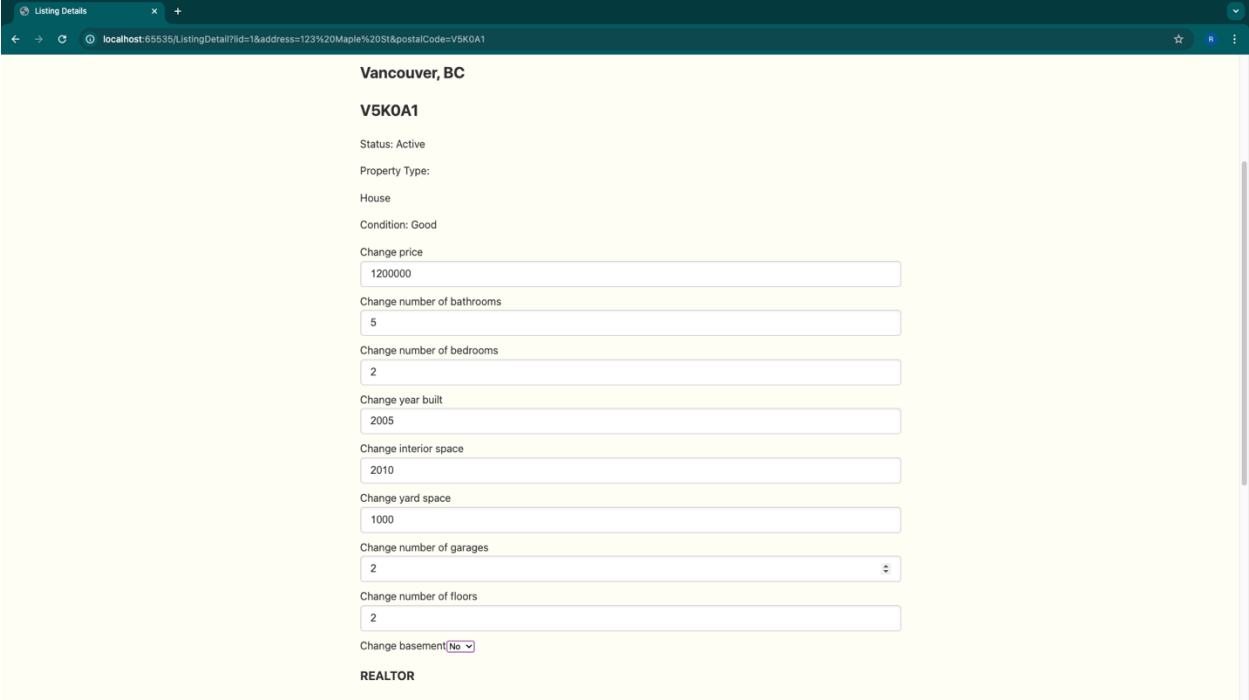 Listing Details
localhost:65535/ListingDetail?lid=1&address=123%20Maple%20St&postalCode=V5K0A1
R
Vancouver, BC
V5K0A1
Status: Active
Property Type:
House
Condition: Good
Change price
1200000
Change number of bathrooms
5
Change number of bedrooms
2
Change year built
2005
Change interior space
2010
Change yard space
1000
Change number of garages
2
Change number of floors
2
Change basement No
REALTOR